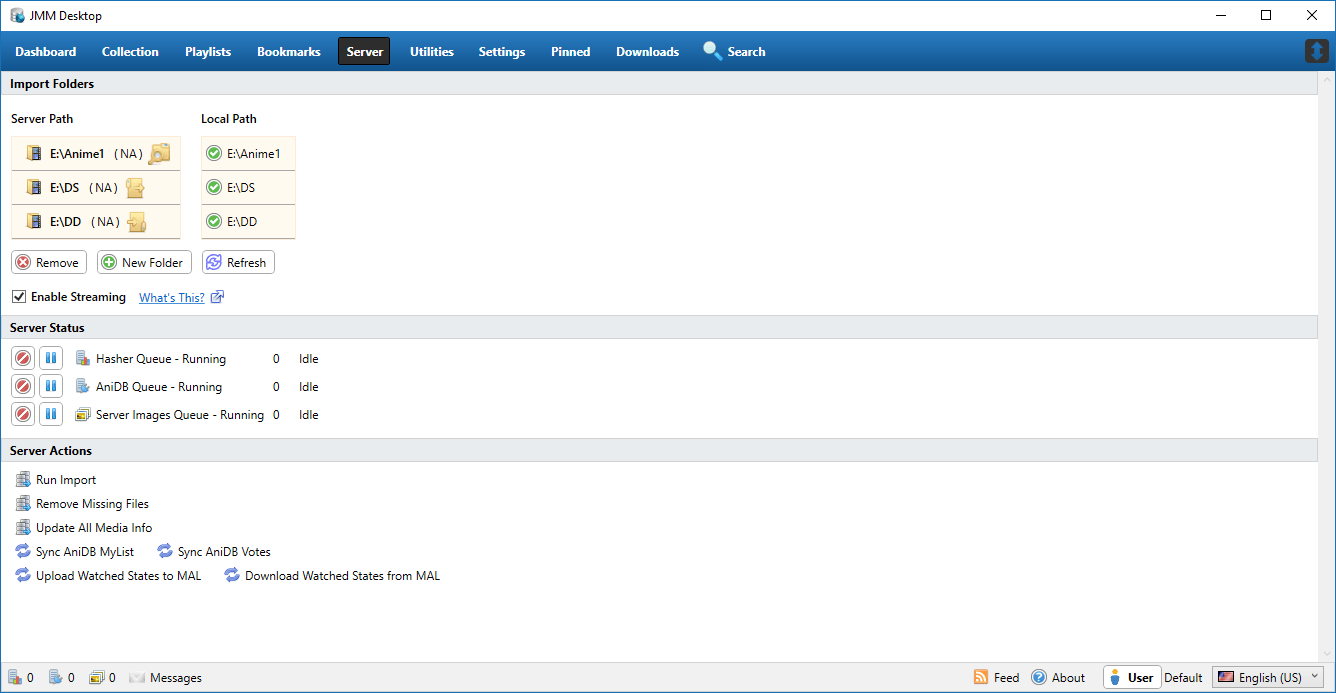 JMM Desktop
Dashboard Collection Playlists Bookmarks Server Utilities Settings Pinned Downloads Search
Import Folders
Server Path Local Path
E:\Anime1 (NA) E:\Anime1
E:\DS (NA) E:\DS
E:\DD (NA) E:\DD
Remove New Folder Refresh
Enable Streaming What's This?
Server Status
Hasher Queue - Running 0 Idle
AniDB Queue - Running 0 Idle
Server Images Queue - Running 0 Idle
Server Actions
Run Import
Remove Missing Files
Update All Media Info
Sync AniDB MyList Sync AniDB Votes
Upload Watched States to MAL Download Watched States from MAL
0 0 0 Messages Feed About User Default English (US)